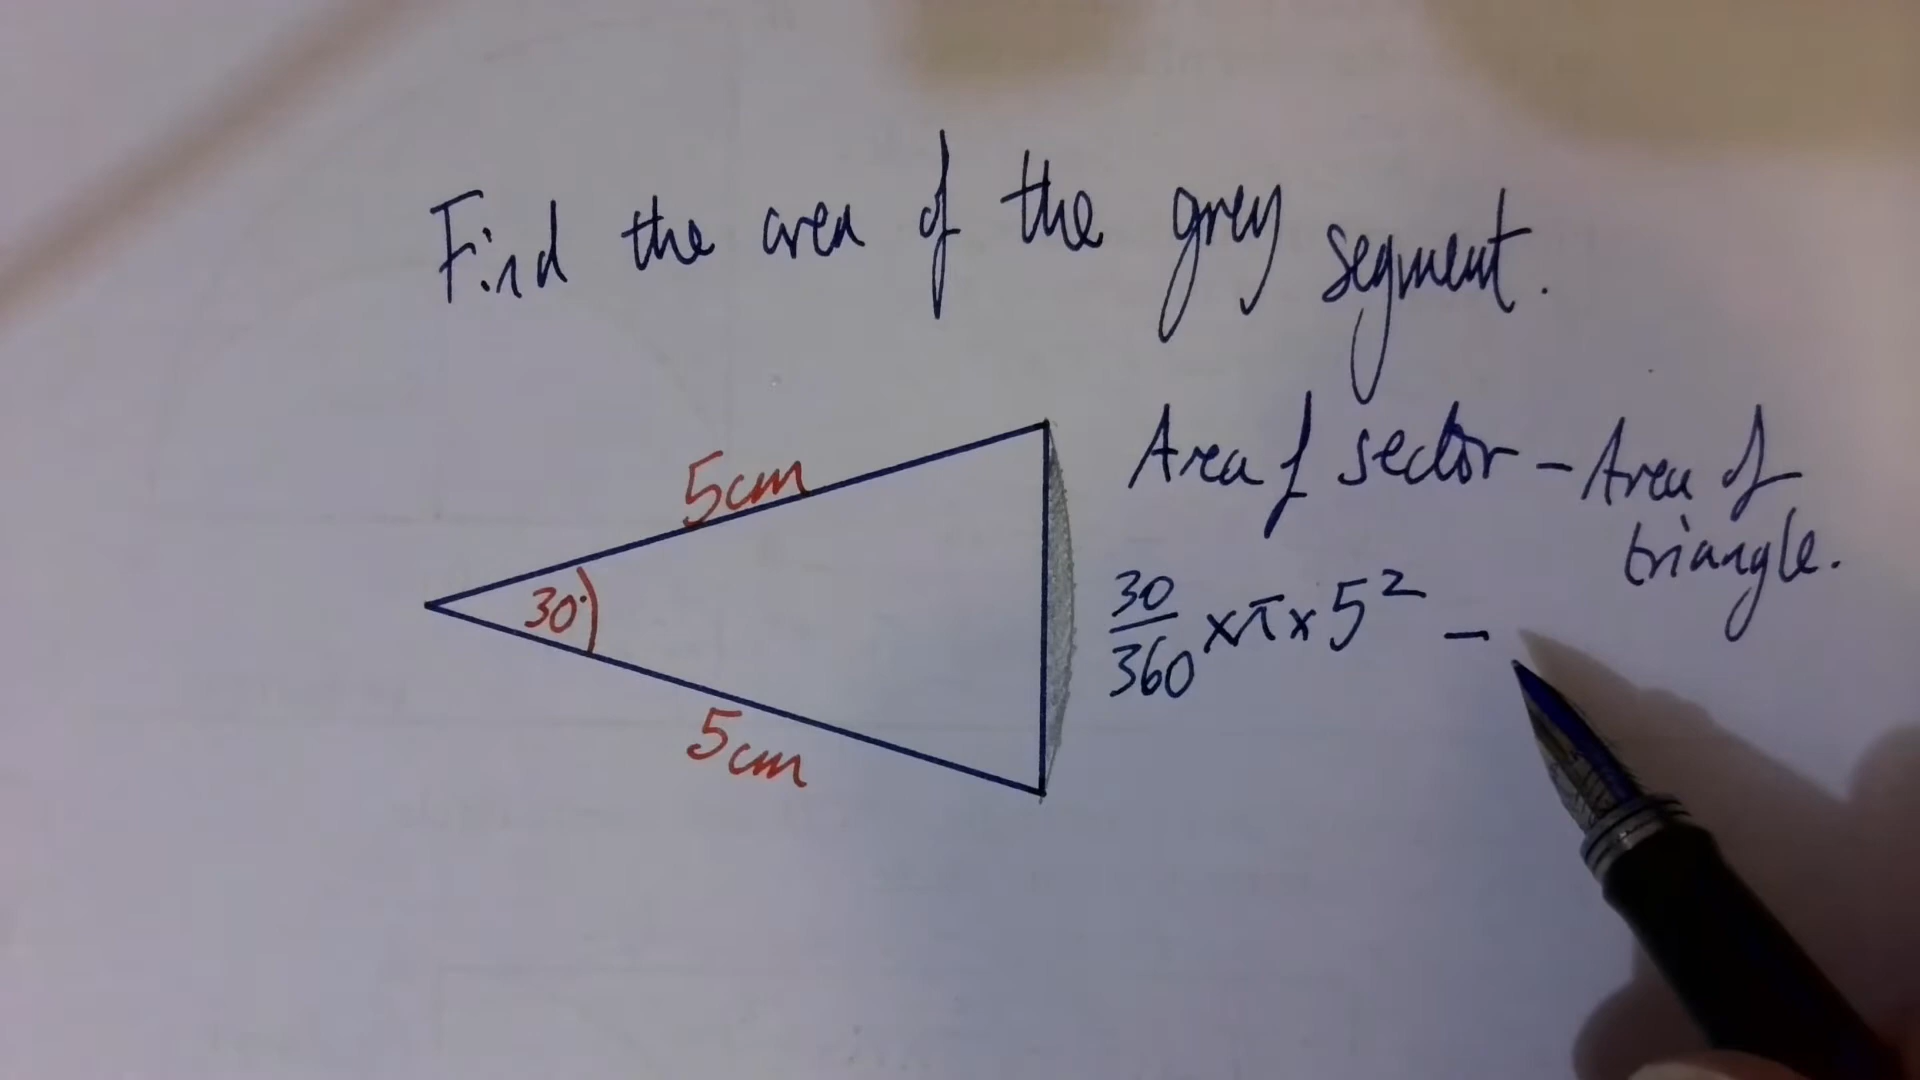 Find the area of the grey segment.
Area of sector - Area of
triangle.
5cm
30°
5cm
30/360 × π × 5² -